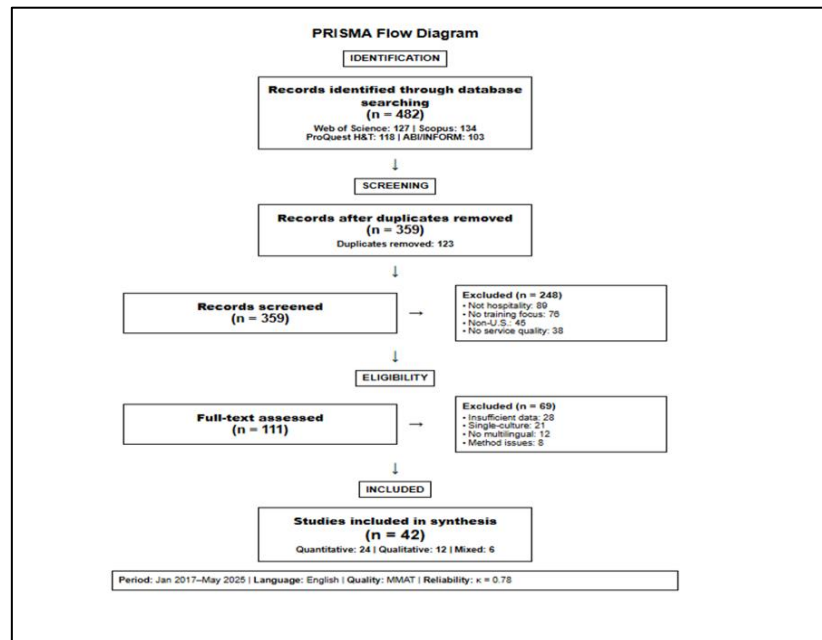 PRISMA Flow Diagram
IDENTIFICATION
Records identified through database
searching
(n = 482)
Web of Science: 127 | Scopus: 134
ProQuest H&T: 118 | ABI/INFORM: 103
↓
SCREENING
Records after duplicates removed
(n = 359)
Duplicates removed: 123
↓
Records screened
(n = 359)
→
Excluded (n = 248)
• Not hospitality: 89
• No training focus: 76
• Non-U.S.: 45
• No service quality: 38
↓
ELIGIBILITY
Full-text assessed
(n = 111)
→
Excluded (n = 69)
• Insufficient data: 28
• Single-culture: 21
• No multilingual: 12
• Method issues: 8
↓
INCLUDED
Studies included in synthesis
(n = 42)
Quantitative: 24 | Qualitative: 12 | Mixed: 6
Period: Jan 2017–May 2025 | Language: English | Quality: MMAT | Reliability: κ = 0.78